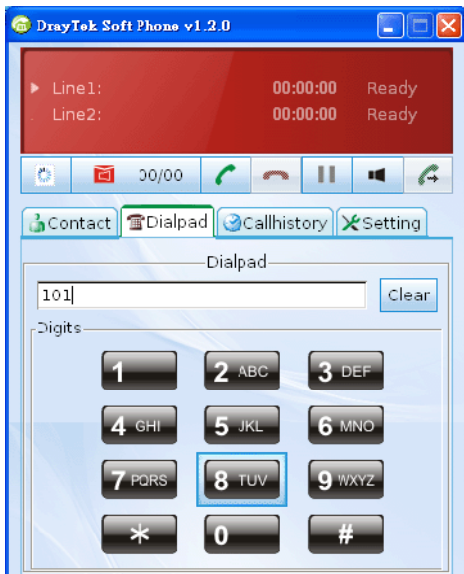 DrayTek Soft Phone v1.2.0
Line1: 00:00:00 Ready
Line2: 00:00:00 Ready
00/00
Contact Dialpad Callhistory Setting
Dialpad
101 Clear
Digits
1 2 ABC 3 DEF
4 GHI 5 JKL 6 MNO
7 PQRS 8 TUV 9 WXYZ
* 0 #